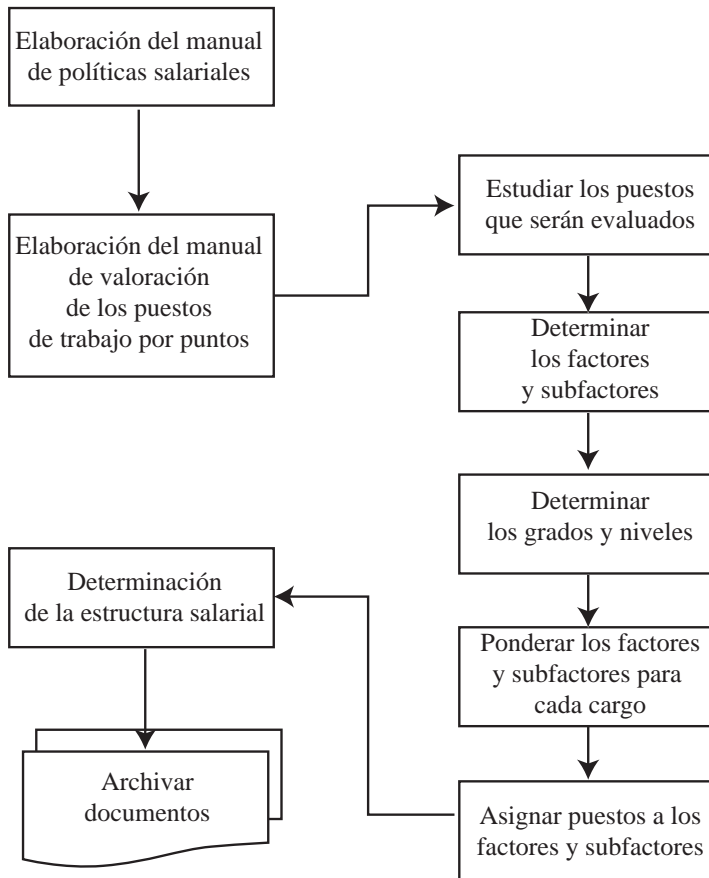 Elaboración del manual
de políticas salariales
Elaboración del manual
de valoración
de los puestos
de trabajo por puntos
Estudiar los puestos
que serán evaluados
Determinar
los factores
y subfactores
Determinar
los grados y niveles
Ponderar los factores
y subfactores para
cada cargo
Asignar puestos a los
factores y subfactores
Determinación
de la estructura salarial
Archivar
documentos